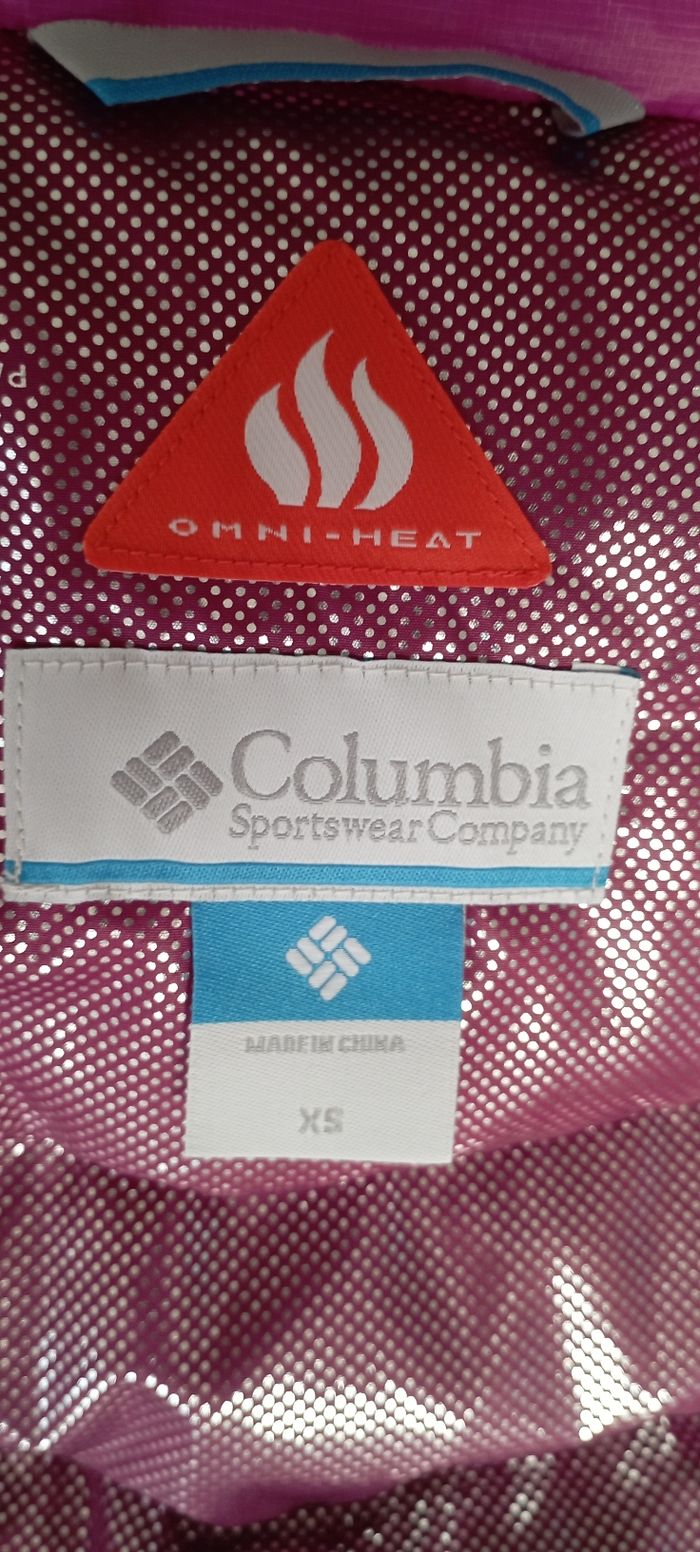 OMNI-HEAT
Columbia
Sportswear Company
MADE IN CHINA
XS